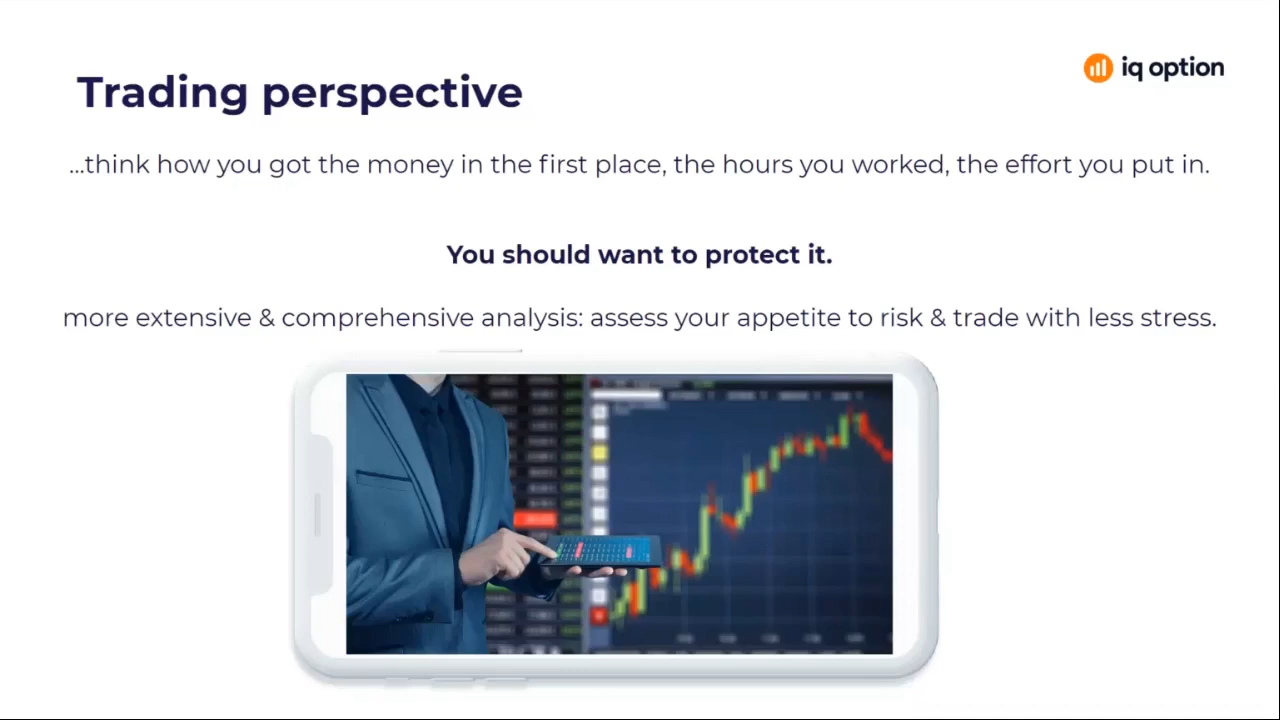 Trading perspective
iq option
...think how you got the money in the first place, the hours you worked, the effort you put in.
You should want to protect it.
more extensive & comprehensive analysis: assess your appetite to risk & trade with less stress.